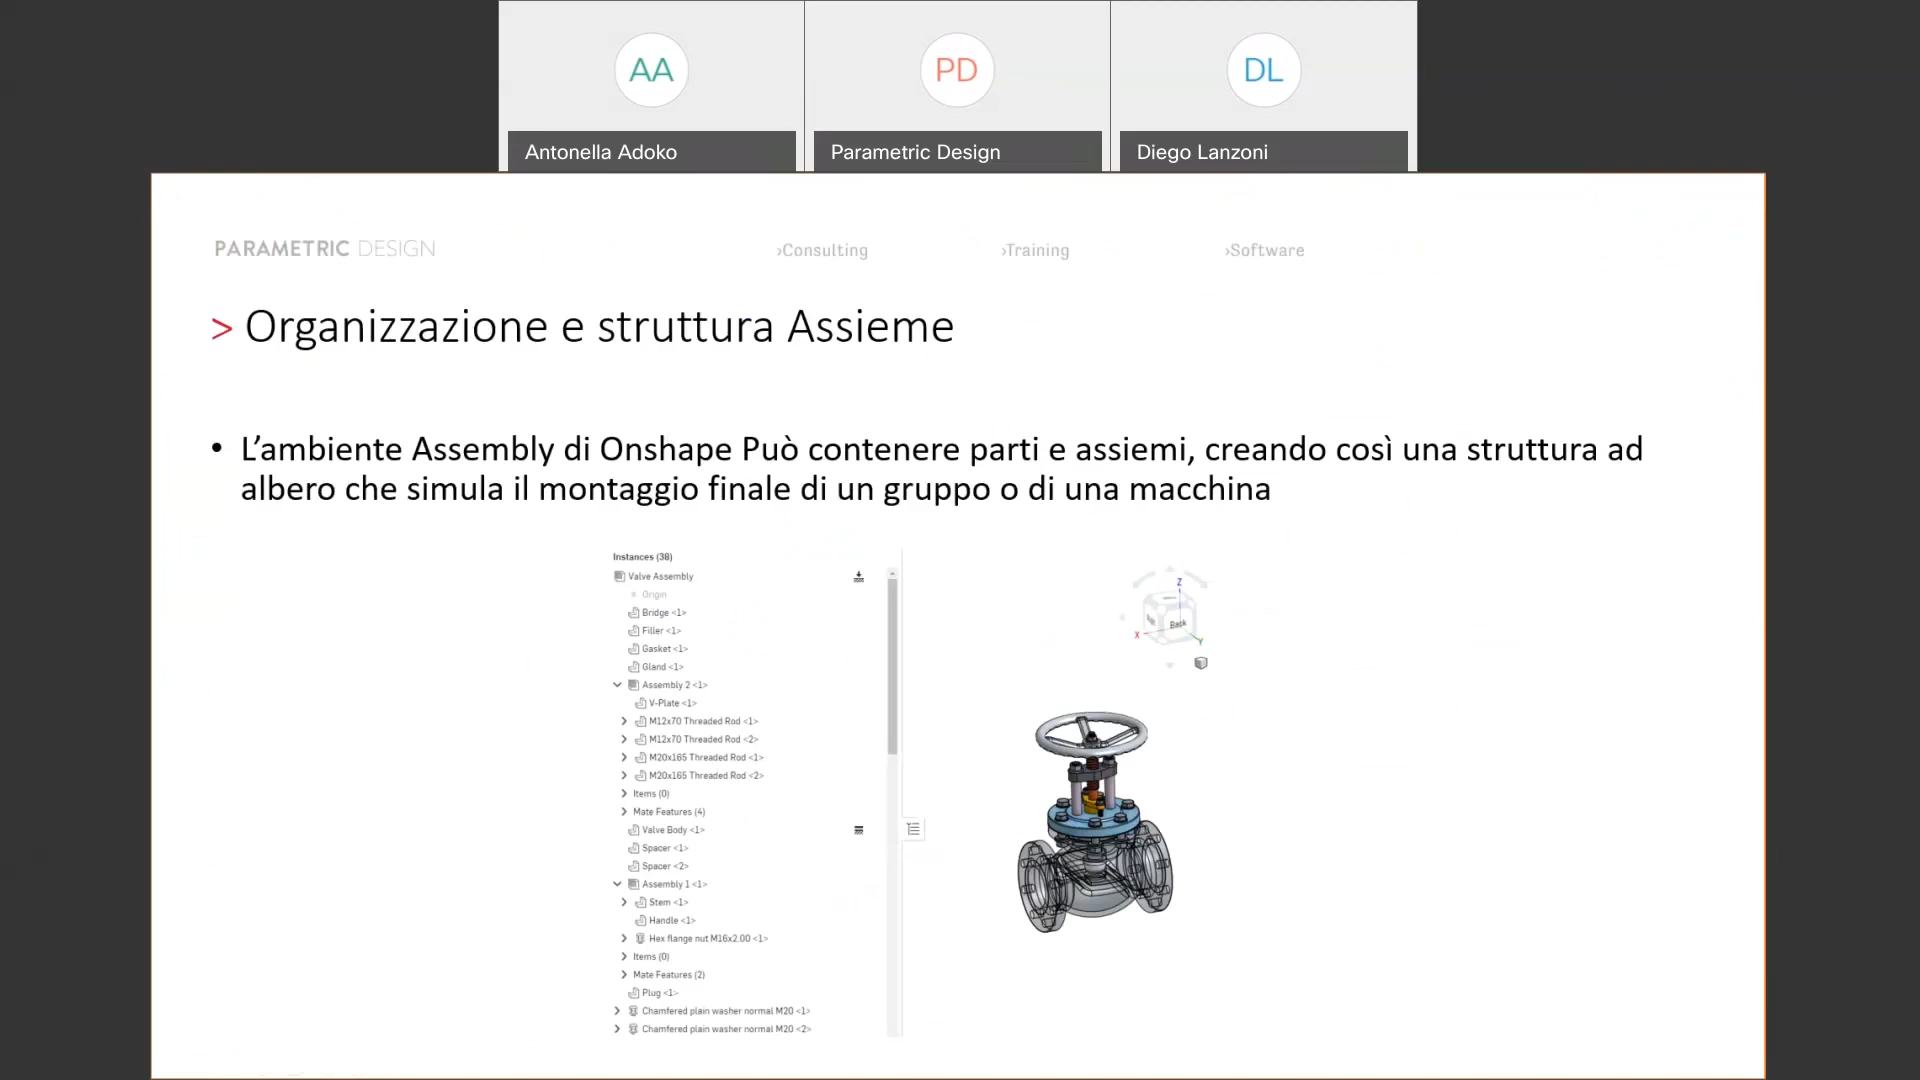 AA
PD
DL
Antonella Adoko
Parametric Design
Diego Lanzoni
PARAMETRIC DESIGN
›Consulting
›Training
›Software
> Organizzazione e struttura Assieme
• L’ambiente Assembly di Onshape Può contenere parti e assiemi, creando così una struttura ad
albero che simula il montaggio finale di un gruppo o di una macchina
Instances (38)
Valve Assembly
Origin
Bridge <1>
Filler <1>
Gasket <1>
Gland <1>
Assembly 2 <1>
V-Plate <1>
M12x70 Threaded Rod <1>
M12x70 Threaded Rod <2>
M20x165 Threaded Rod <1>
M20x165 Threaded Rod <2>
Items (0)
Mate Features (4)
Valve Body <1>
Spacer <1>
Spacer <2>
Assembly 1 <1>
Stem <1>
Handle <1>
Hex flange nut M16x2.00 <1>
Items (0)
Mate Features (2)
Plug <1>
Chamfered plain washer normal M20 <1>
Chamfered plain washer normal M20 <2>
Z
Back
X
Y